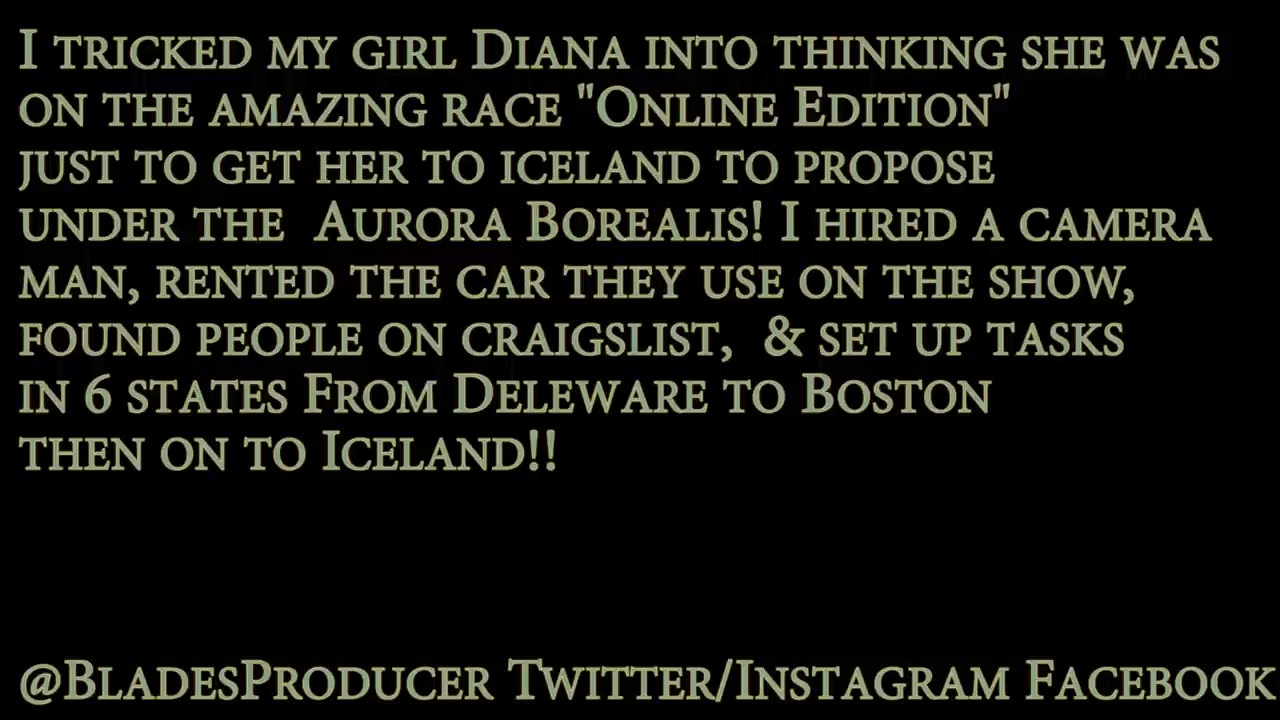 I tricked my girl Diana into thinking she was
on the amazing race "Online Edition"
just to get her to iceland to propose
under the  Aurora Borealis! I hired a camera
man, rented the car they use on the show,
found people on craigslist,  & set up tasks
in 6 states From Deleware to Boston
then on to Iceland!!
@BladesProducer Twitter/Instagram Facebook